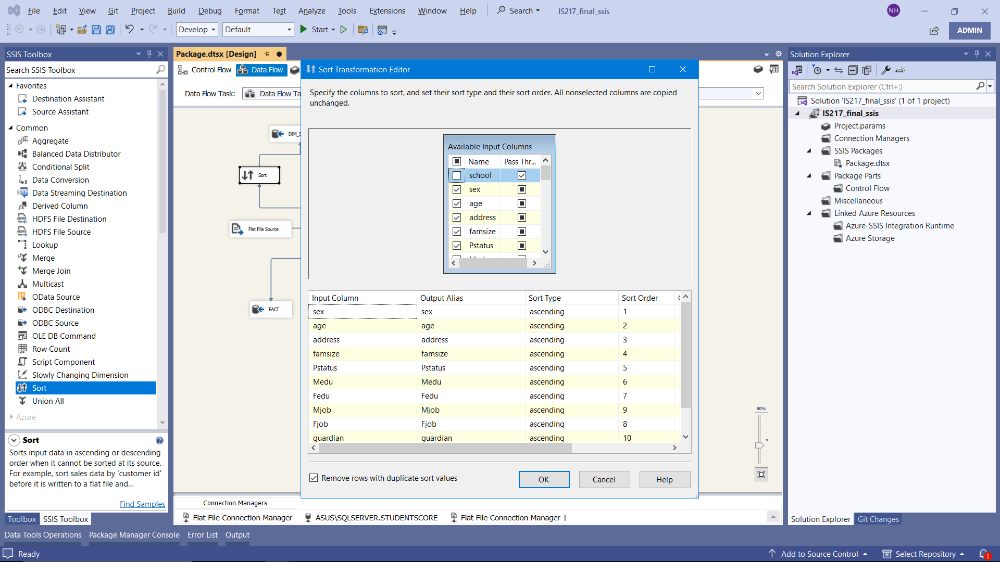 File Edit View Git Project Build Debug Format Test Analyze Tools Extensions Window Help Search IS217_final_ssis NH
Develop Default Start ADMIN
SSIS Toolbox
Search SSIS Toolbox
Favorites
Destination Assistant
Source Assistant
Common
Aggregate
Balanced Data Distributor
Conditional Split
Data Conversion
Data Streaming Destination
Derived Column
HDFS File Destination
HDFS File Source
Lookup
Merge
Merge Join
Multicast
OData Source
ODBC Destination
ODBC Source
OLE DB Command
Row Count
Script Component
Slowly Changing Dimension
Sort
Union All
Azure
Sort
Sorts input data in ascending or descending
order when it cannot be sorted at its source.
For example, sort sales data by 'customer id'
before it is written to a flat file and...
Find Samples
Toolbox SSIS Toolbox
Package.dtsx [Design]
Control Flow Data Flow
Data Flow Task: Data Flow Ta
DIM_S
Sort
Flat File Source
FACT
80%
Sort Transformation Editor
Specify the columns to sort, and set their sort type and their sort order. All nonselected columns are copied
unchanged.
Available Input Columns
Name Pass Thr...
school
sex
age
address
famsize
Pstatus
Input Column Output Alias Sort Type Sort Order
sex sex ascending 1
age age ascending 2
address address ascending 3
famsize famsize ascending 4
Pstatus Pstatus ascending 5
Medu Medu ascending 6
Fedu Fedu ascending 7
Mjob Mjob ascending 9
Fjob Fjob ascending 8
guardian guardian ascending 10
Remove rows with duplicate sort values
OK Cancel Help
Connection Managers
Flat File Connection Manager ASUS\SQLSERVER.STUDENTSCORE Flat File Connection Manager 1
Solution Explorer
Search Solution Explorer (Ctrl+;)
Solution 'IS217_final_ssis' (1 of 1 project)
IS217_final_ssis
Project.params
Connection Managers
SSIS Packages
Package.dtsx
Package Parts
Control Flow
Miscellaneous
Linked Azure Resources
Azure-SSIS Integration Runtime
Azure Storage
Solution Explorer Git Changes
Data Tools Operations Package Manager Console Error List Output
Ready Add to Source Control Select Repository 1